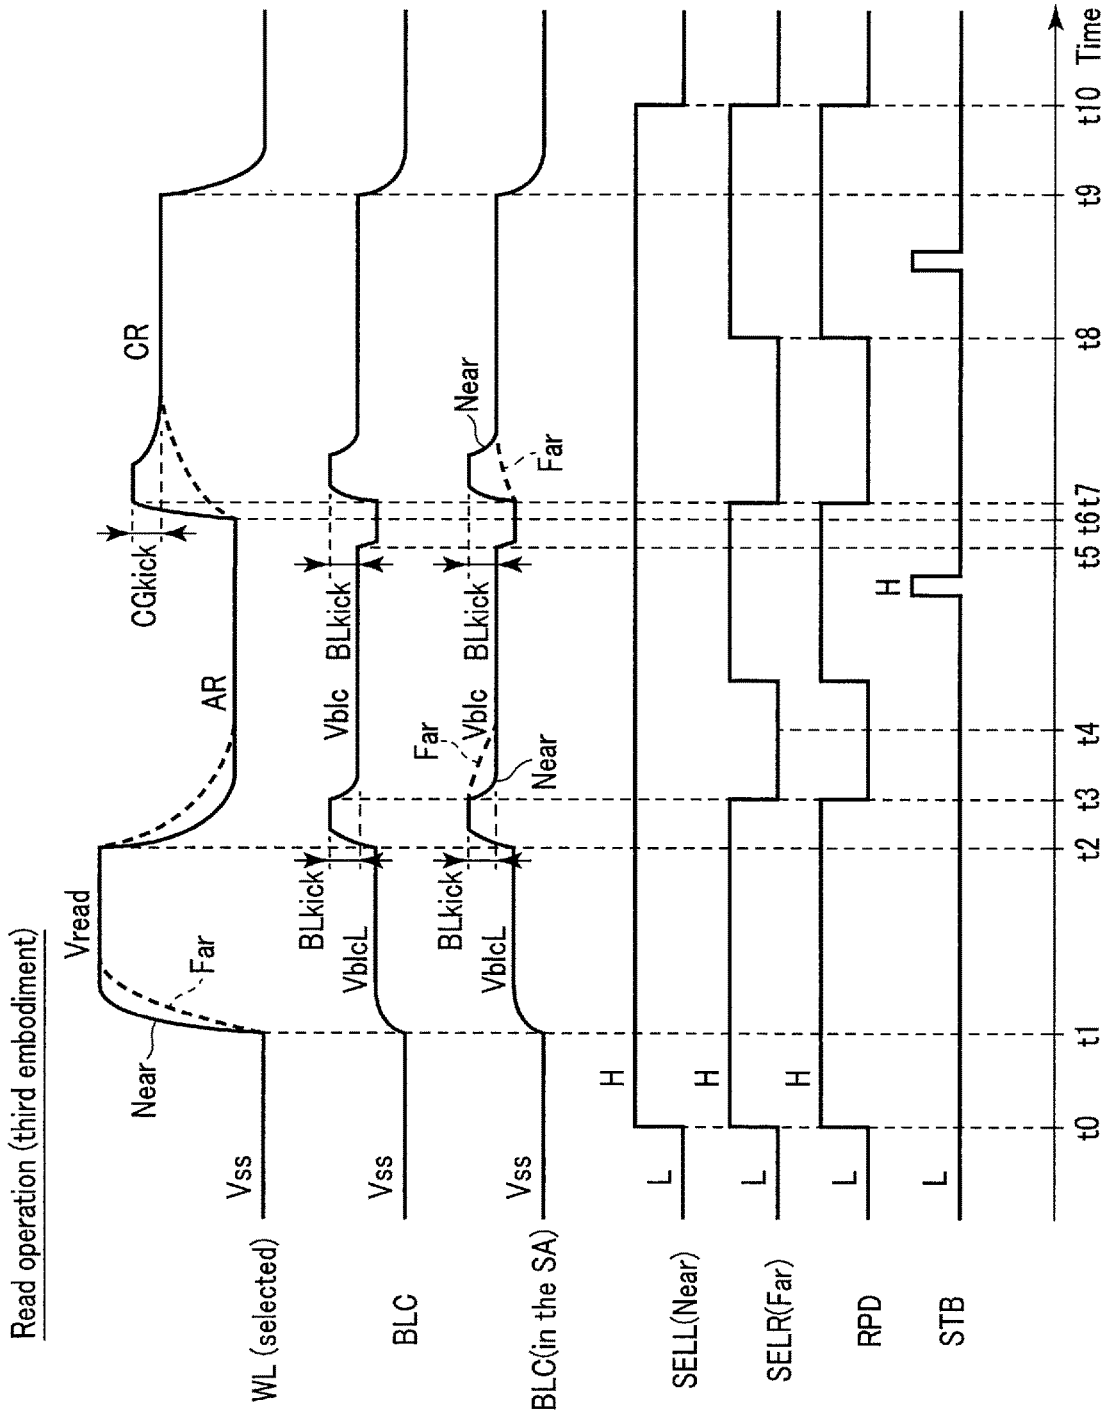 Read operation (third embodiment)
WL (selected)
Vss
Near
Far
Vread
AR
CGkick
CR
BLC
Vss
VblcL
BLkick
Vblc
BLkick
BLC(in the SA)
Vss
VblcL
BLkick
Far
Near
Vblc
BLkick
Far
Near
SELL(Near)
L
H
SELR(Far)
L
H
RPD
L
H
STB
L
H
t0
t1
t2
t3
t4
t5
t6
t7
t8
t9
t10
Time